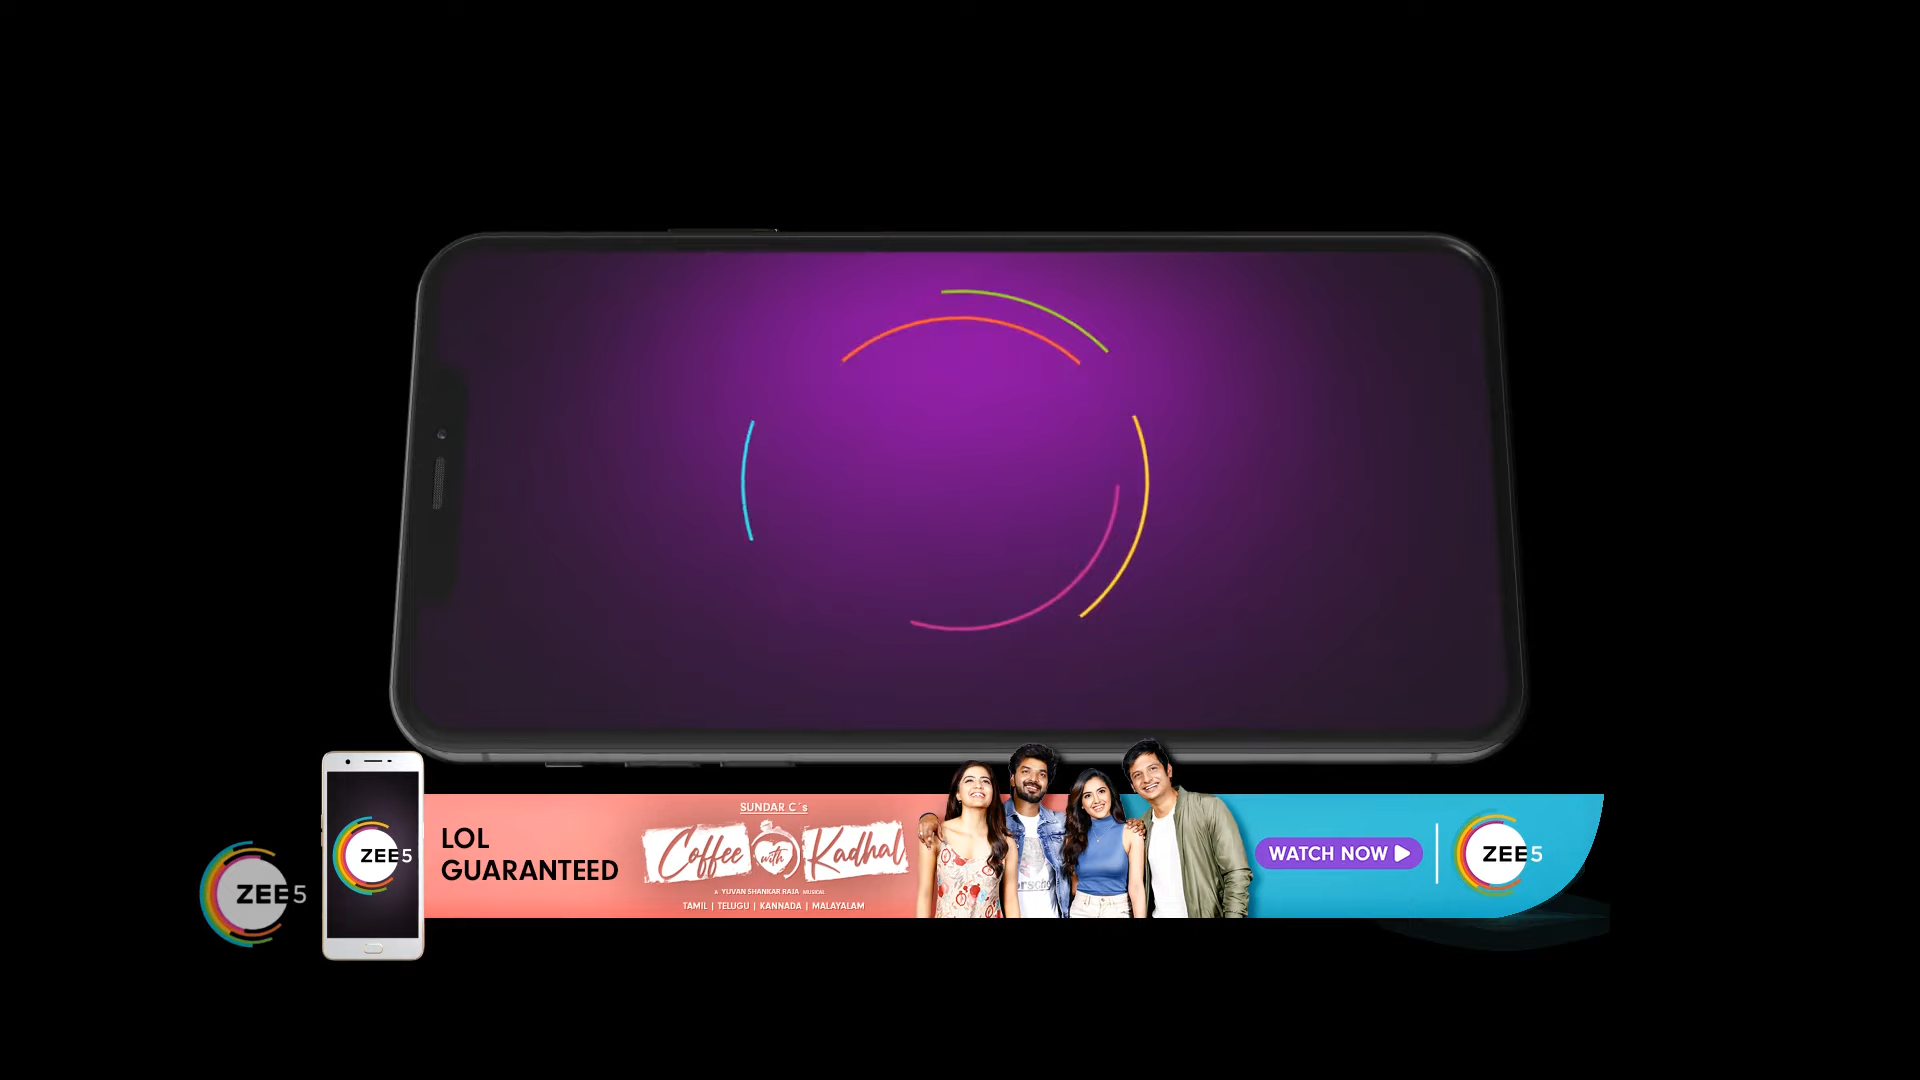 LOL
GUARANTEED
SUNDAR C's
Coffee with Kadhal
A YUVAN SHANKAR RAJA MUSICAL
TAMIL | TELUGU | KANNADA | MALAYALAM
WATCH NOW
ZEE5
ZEE5
ZEE5